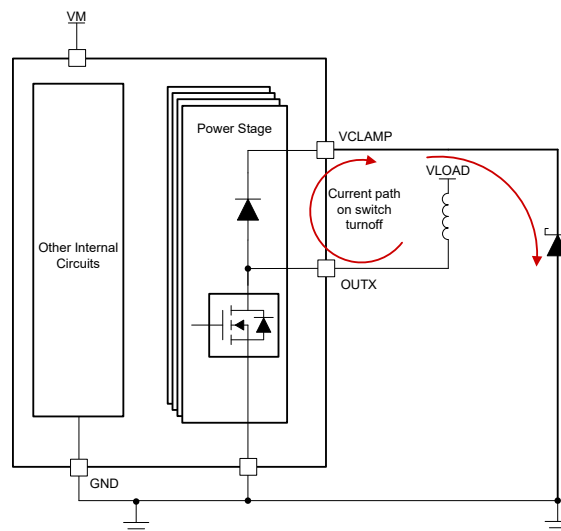 VM
Power Stage
VCLAMP
VLOAD
Current path
on switch
turnoff
Other Internal
Circuits
OUTX
GND